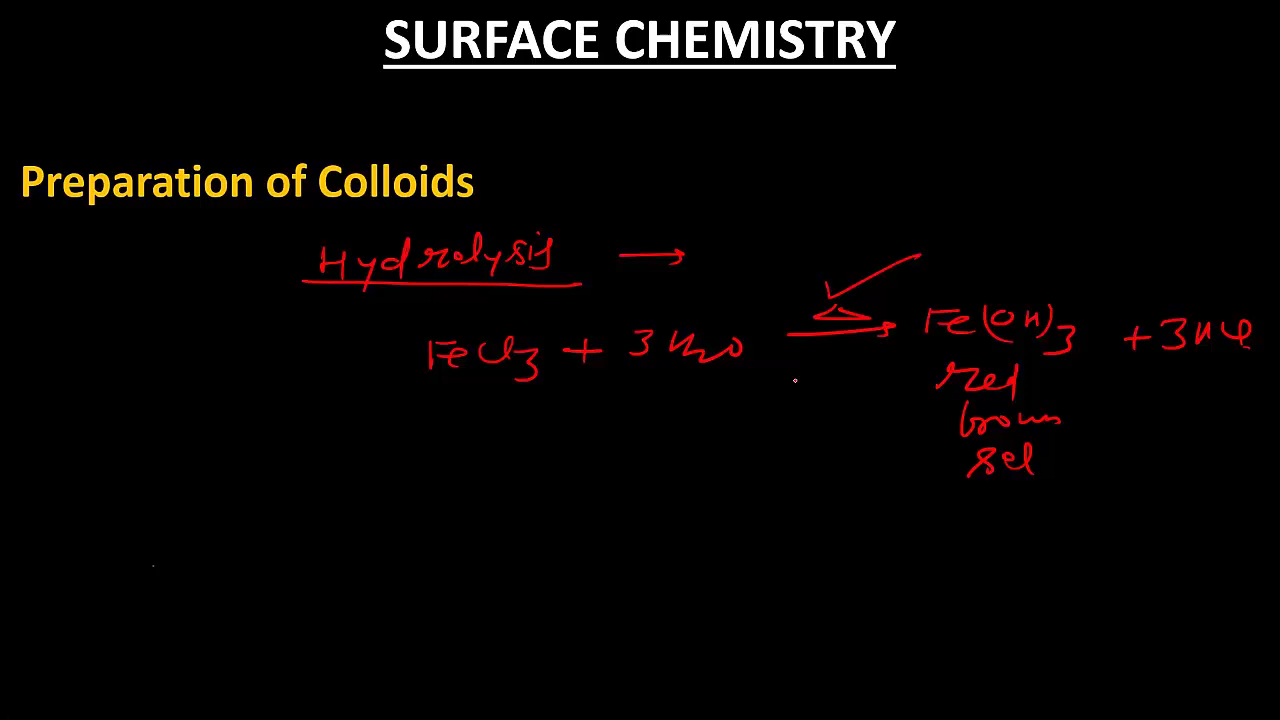 SURFACE CHEMISTRY
Preparation of Colloids
Hydrolysis →
FeCl3 + 3H2O →Δ Fe(OH)3 + 3HCl
red
brown
sol